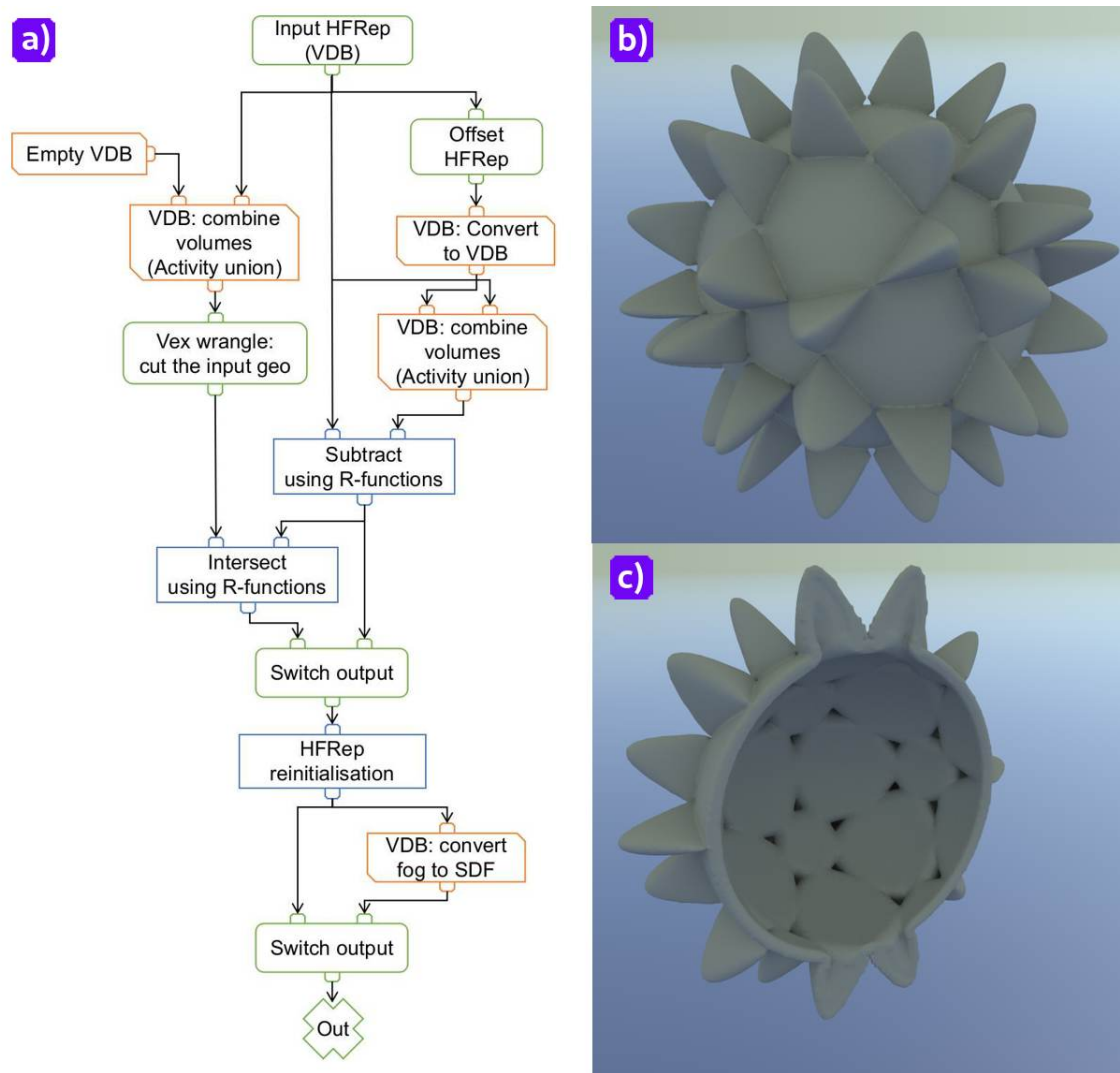 a)
Input HFRep
(VDB)
Offset
HFRep
Empty VDB
VDB: combine
volumes
(Activity union)
VDB: Convert
to VDB
Vex wrangle:
cut the input geo
VDB: combine
volumes
(Activity union)
Subtract
using R-functions
Intersect
using R-functions
Switch output
HFRep
reinitialisation
VDB: convert
fog to SDF
Switch output
Out
b)
c)